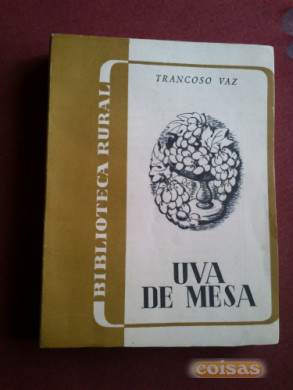 TRANCOSO VAZ
BIBLIOTECA RURAL
UVA
DE MESA
coisas